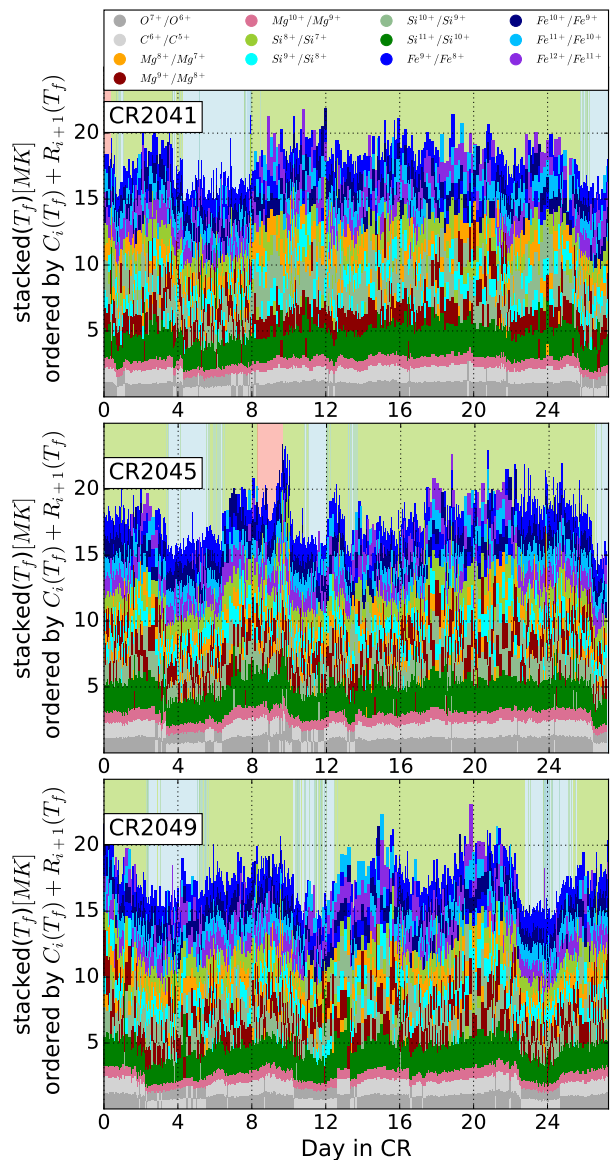 O⁷⁺/O⁶⁺ Mg¹⁰⁺/Mg⁹⁺ Si¹⁰⁺/Si⁹⁺ Fe¹⁰⁺/Fe⁹⁺
C⁶⁺/C⁵⁺ Si⁸⁺/Si⁷⁺ Si¹¹⁺/Si¹⁰⁺ Fe¹¹⁺/Fe¹⁰⁺
Mg⁸⁺/Mg⁷⁺ Si⁹⁺/Si⁸⁺ Fe⁹⁺/Fe⁸⁺ Fe¹²⁺/Fe¹¹⁺
Mg⁹⁺/Mg⁸⁺
CR2041
stacked(T_f)[MK]
ordered by C_i(T_f) + R_{i+1}(T_f)
20
15
10
5
0 4 8 12 16 20 24
CR2045
stacked(T_f)[MK]
ordered by C_i(T_f) + R_{i+1}(T_f)
20
15
10
5
0 4 8 12 16 20 24
CR2049
stacked(T_f)[MK]
ordered by C_i(T_f) + R_{i+1}(T_f)
20
15
10
5
0 4 8 12 16 20 24
Day in CR